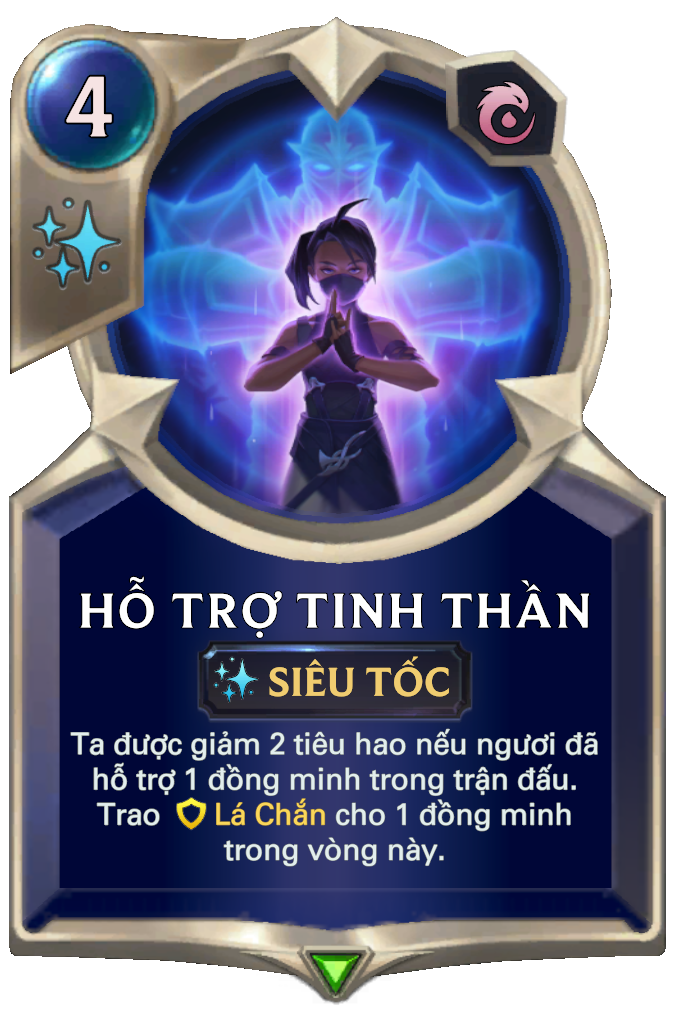 4
HỖ TRỢ TINH THẦN
SIÊU TỐC
Ta được giảm 2 tiêu hao nếu ngươi đã
hỗ trợ 1 đồng minh trong trận đấu.
Trao Lá Chắn cho 1 đồng minh
trong vòng này.